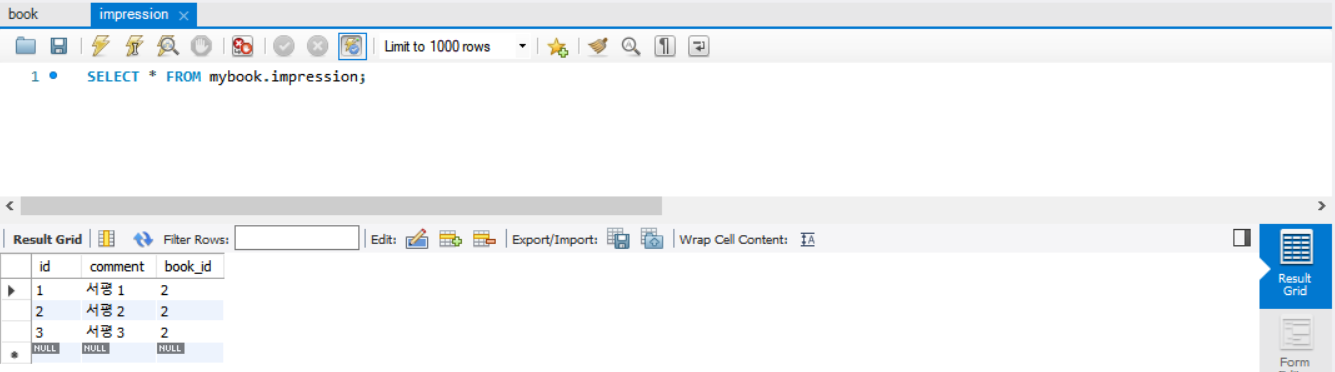 book impression
Limit to 1000 rows
1 SELECT * FROM mybook.impression;
Result Grid Filter Rows: Edit: Export/Import: Wrap Cell Content: IA
id comment book_id
1 서평 1 2
2 서평 2 2
3 서평 3 2
NULL NULL NULL
Result
Grid
Form